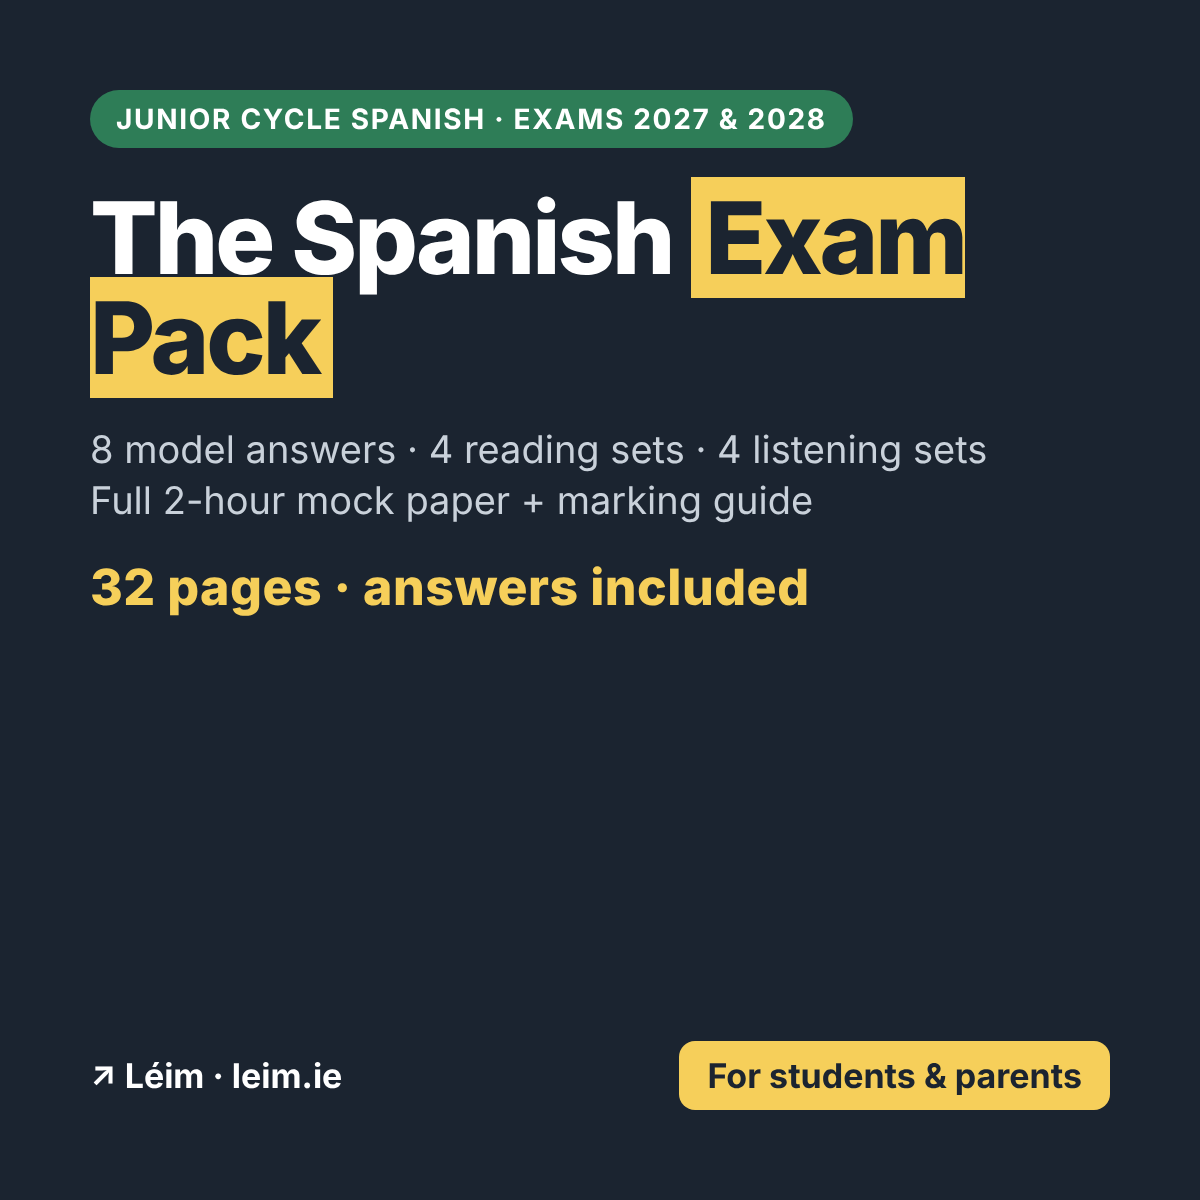 JUNIOR CYCLE SPANISH · EXAMS 2027 & 2028
The Spanish Exam
Pack
8 model answers · 4 reading sets · 4 listening sets
Full 2-hour mock paper + marking guide
32 pages · answers included
↗ Léim · leim.ie
For students & parents